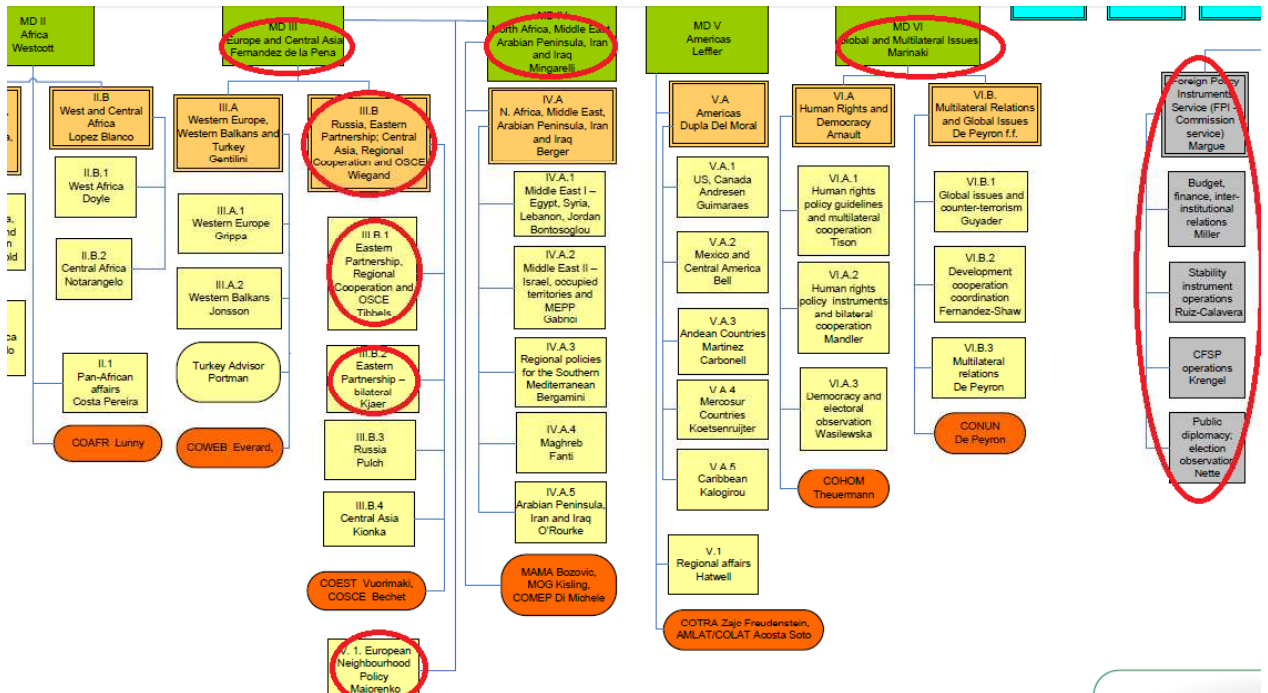 MD II
Africa
Westcott
MD III
Europe and Central Asia
Fernandez de la Pena
North Africa, Middle East,
Arabian Peninsula, Iran
and Iraq
Mingarelli
MD V
Americas
Leffler
MD VI
Global and Multilateral Issues
Marinaki
II.B
West and Central
Africa
Lopez Blanco
II.B.1
West Africa
Doyle
II.B.2
Central Africa
Notarangelo
II.1
Pan-African
affairs
Costa Pereira
COAFR Lunny
III.A
Western Europe,
Western Balkans and
Turkey
Gentilini
III.A.1
Western Europe
Grippa
III.A.2
Western Balkans
Jonsson
Turkey Advisor
Portman
COWEB Everard,
III.B
Russia, Eastern
Partnership; Central
Asia, Regional
Cooperation and OSCE
Wiegand
III.B.1
Eastern
Partnership,
Regional
Cooperation and
OSCE
Tibbels
III.B.2
Eastern
Partnership –
bilateral
Kjaer
III.B.3
Russia
Pulch
III.B.4
Central Asia
Kionka
COEST Vuorimaki,
COSCE Bechet
V. 1. European
Neighbourhood
Policy
Majorenko
IV.A
N. Africa, Middle East,
Arabian Peninsula, Iran
and Iraq
Berger
IV.A.1
Middle East I –
Egypt, Syria,
Lebanon, Jordan
Bontosoglou
IV.A.2
Middle East II –
Israel, occupied
territories and
MEPP
Gabrici
IV.A.3
Regional policies
for the Southern
Mediterranean
Bergamini
IV.A.4
Maghreb
Fanti
IV.A.5
Arabian Peninsula,
Iran and Iraq
O'Rourke
MAMA Bozovic,
MOG Kisling,
COMEP Di Michele
V.A
Americas
Dupla Del Moral
V.A.1
US, Canada
Andresen
Guimaraes
V.A.2
Mexico and
Central America
Bell
V.A.3
Andean Countries
Martinez
Carbonell
V.A.4
Mercosur
Countries
Koetsenruijter
V.A.5
Caribbean
Kalogirou
V.1
Regional affairs
Hatwell
COTRA Zajc Freudenstein,
AMLAT/COLAT Acosta Soto
VI.A
Human Rights and
Democracy
Arnault
VI.A.1
Human rights
policy guidelines
and multilateral
cooperation
Tison
VI.A.2
Human rights
policy instruments
and bilateral
cooperation
Mandler
VI.A.3
Democracy and
electoral
observation
Wasilewska
COHOM
Theuermann
VI.B.
Multilateral Relations
and Global Issues
De Peyron f.f.
VI.B.1
Global issues and
counter-terrorism
Guyader
VI.B.2
Development
cooperation
coordination
Fernandez-Shaw
VI.B.3
Multilateral
relations
De Peyron
CONUN
De Peyron
Foreign Policy
Instruments
Service (FPI –
Commission
service)
Margue
Budget,
finance, inter-
institutional
relations
Miller
Stability
instrument
operations
Ruiz-Calavera
CFSP
operations
Krengel
Public
diplomacy;
election
observation
Nette